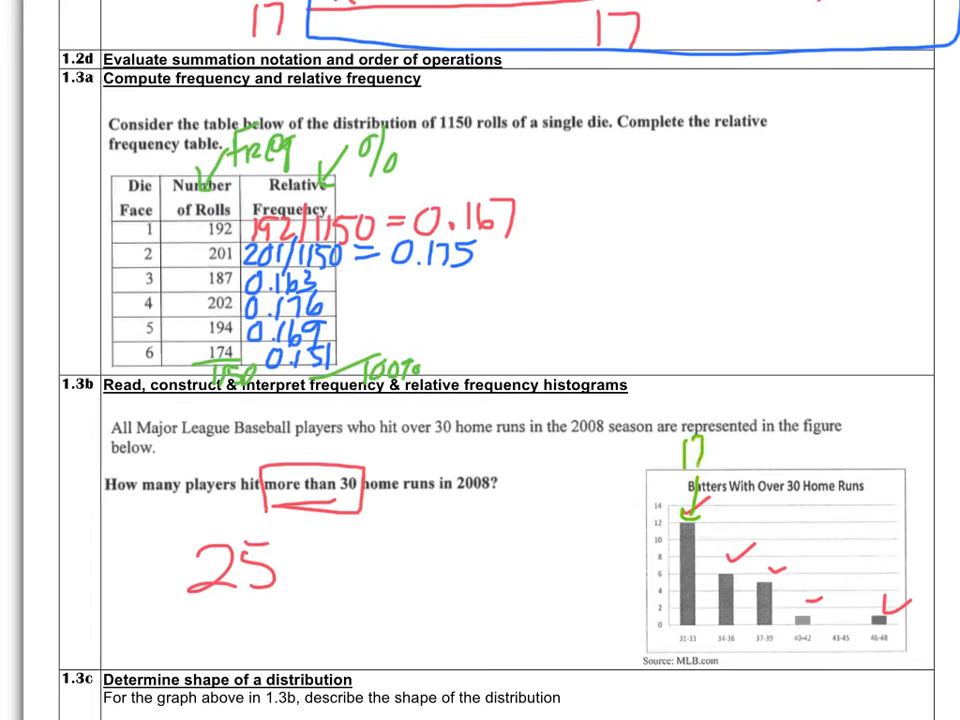 17
17
1.2d Evaluate summation notation and order of operations
1.3a Compute frequency and relative frequency
Consider the table below of the distribution of 1150 rolls of a single die. Complete the relative
frequency table.
Freq %
Die Face Number of Rolls Relative Frequency
1 192 192/1150 = 0.167
2 201 201/1150 = 0.175
3 187 0.163
4 202 0.176
5 194 0.169
6 174 0.151
1150 100%
1.3b Read, construct & interpret frequency & relative frequency histograms
All Major League Baseball players who hit over 30 home runs in the 2008 season are represented in the figure
below.
How many players hit more than 30 home runs in 2008?
25
Batters With Over 30 Home Runs
14
12
10
8
6
4
2
0
31-33 34-36 37-39 40-42 43-45 46-48
Source: MLB.com
1.3c Determine shape of a distribution
For the graph above in 1.3b, describe the shape of the distribution